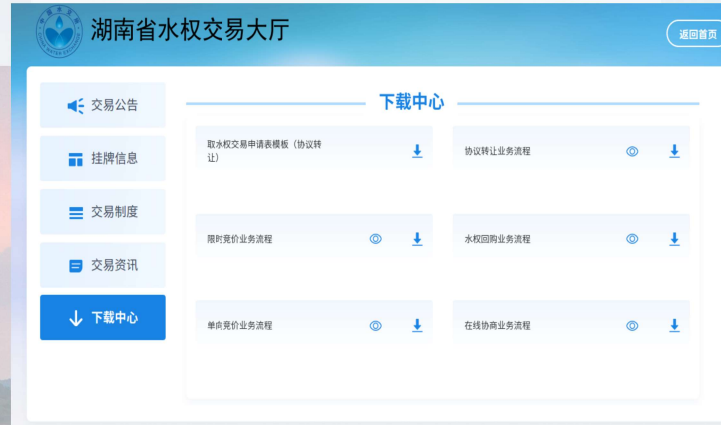 湖南省水权交易大厅
返回首页
交易公告
挂牌信息
交易制度
交易资讯
下载中心
下载中心
取水权交易申请表模板（协议转
让）
协议转让业务流程
限时竞价业务流程
水权回购业务流程
单向竞价业务流程
在线协商业务流程